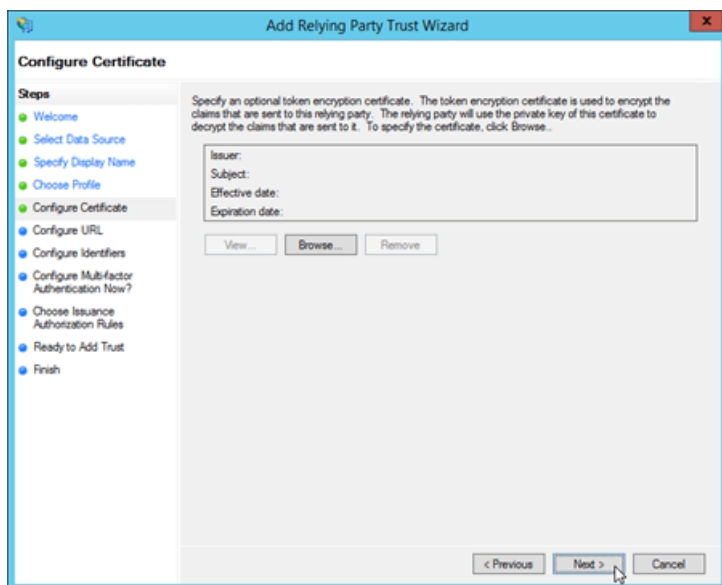 Add Relying Party Trust Wizard
x
Configure Certificate
Steps
Welcome
Select Data Source
Specify Display Name
Choose Profile
Configure Certificate
Configure URL
Configure Identifiers
Configure Multi-factor
Authentication Now?
Choose Issuance
Authorization Rules
Ready to Add Trust
Finish
Specify an optional token encryption certificate. The token encryption certificate is used to encrypt the
claims that are sent to this relying party. The relying party will use the private key of this certificate to
decrypt the claims that are sent to it. To specify the certificate, click Browse..
Issuer:
Subject:
Effective date:
Expiration date:
View... Browse... Remove
< Previous Next > Cancel